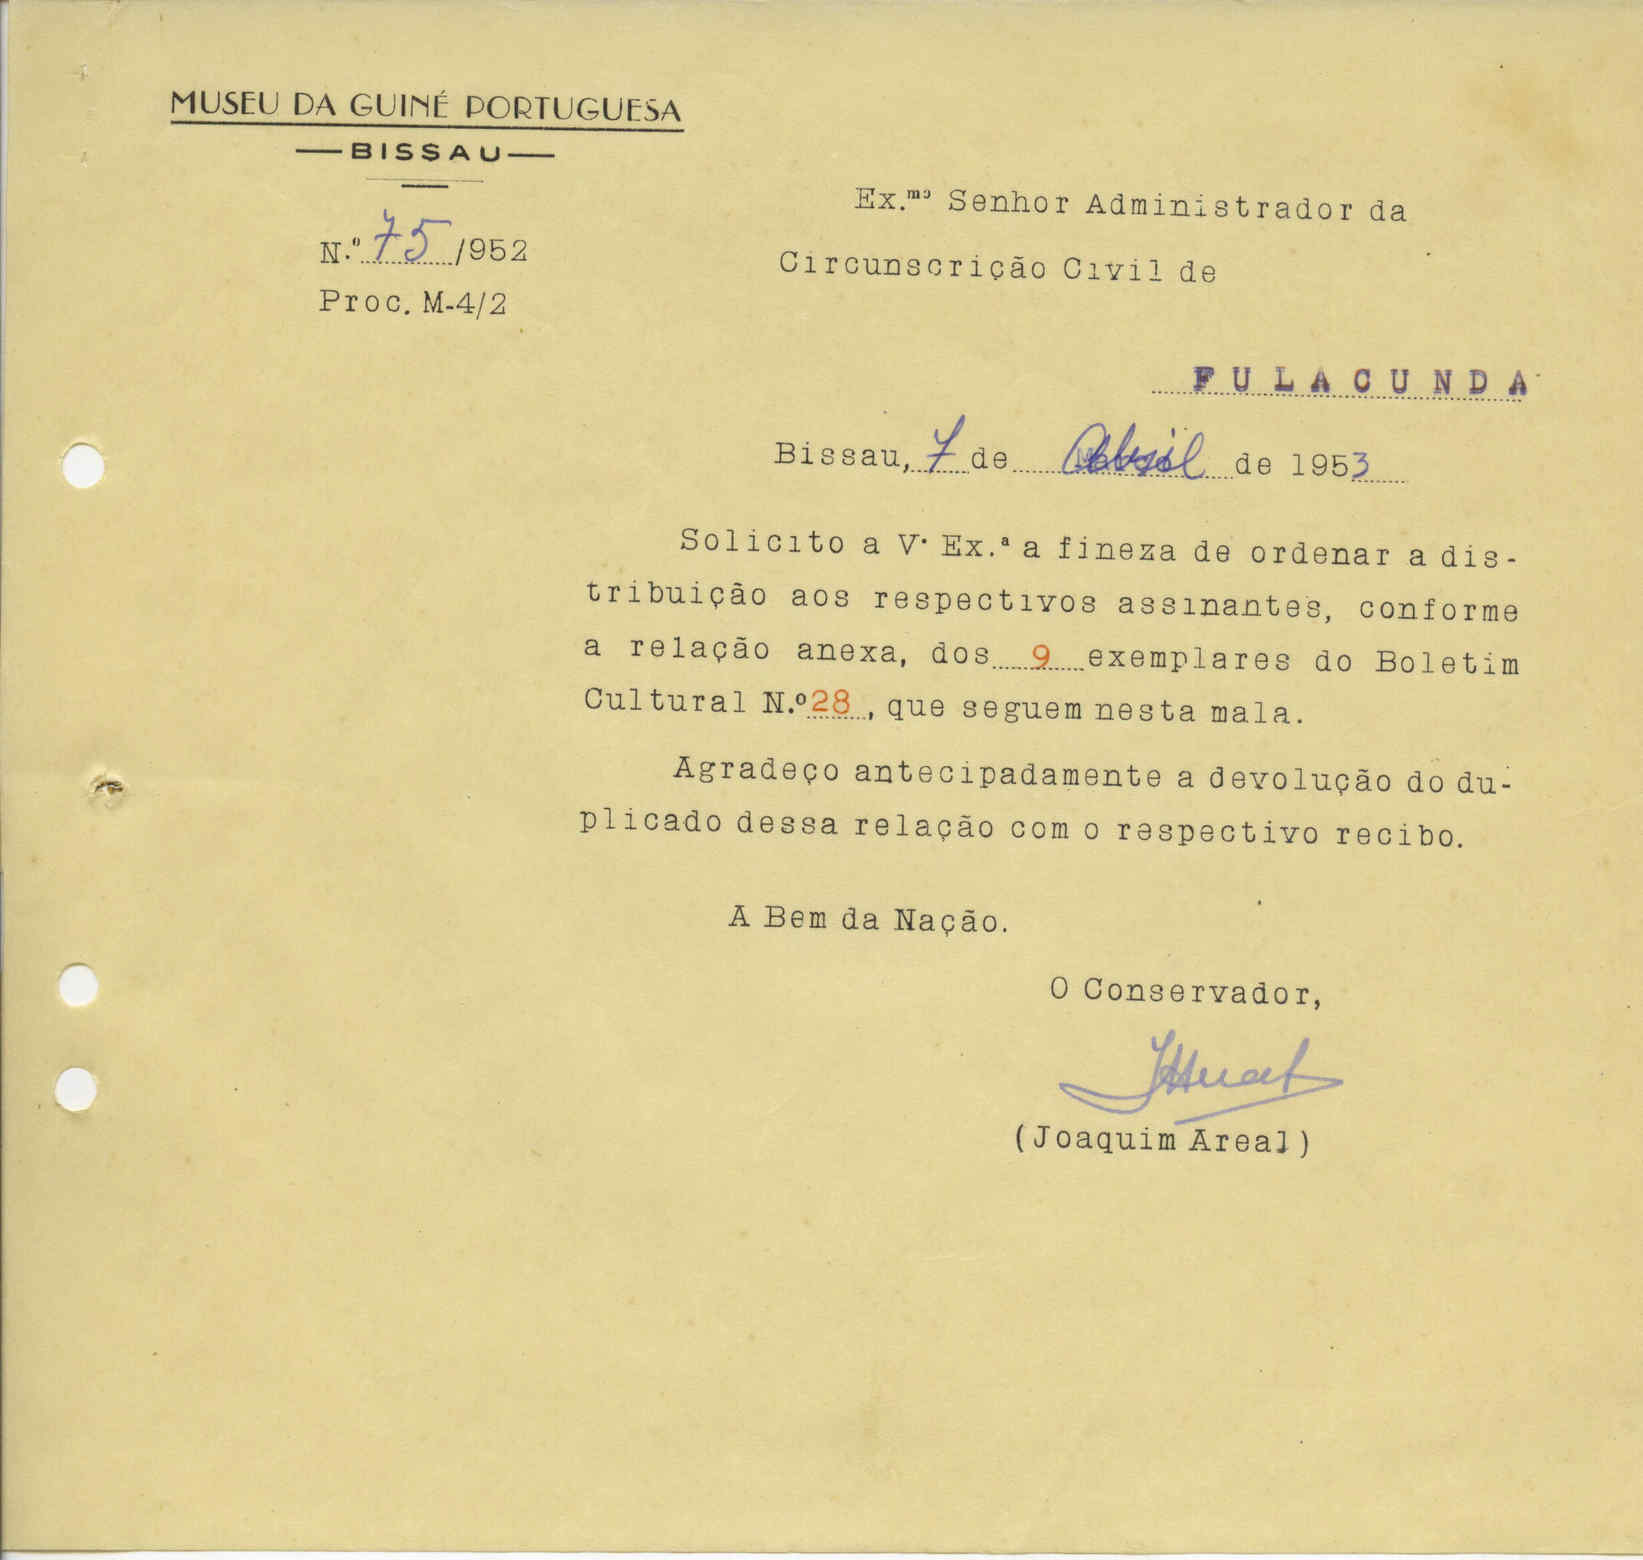 MUSEU DA GUINÉ PORTUGUESA
—BISSAU—
N.º 75/952
Proc. M-4/2
Ex.mo Senhor Administrador da
Circunscrição Civil de
FULACUNDA
Bissau, 7 de Abril de 1953
Solicito a V. Ex.ª a fineza de ordenar a dis-
tribuição aos respectivos assinantes, conforme
a relação anexa, dos 9 exemplares do Boletim
Cultural N.º 28, que seguem nesta mala.
Agradeço antecipadamente a devolução do du-
plicado dessa relação com o respectivo recibo.
A Bem da Nação.
O Conservador,
(Joaquim Areal)